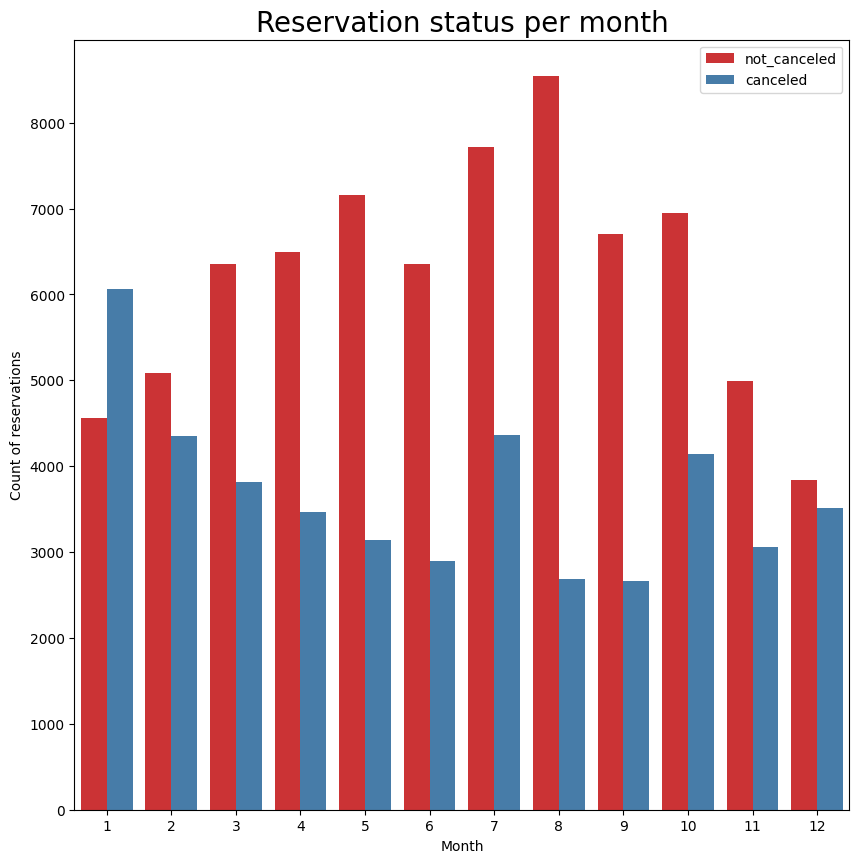 Reservation status per month
not_canceled
canceled
Count of reservations
8000
7000
6000
5000
4000
3000
2000
1000
0
1 2 3 4 5 6 7 8 9 10 11 12
Month